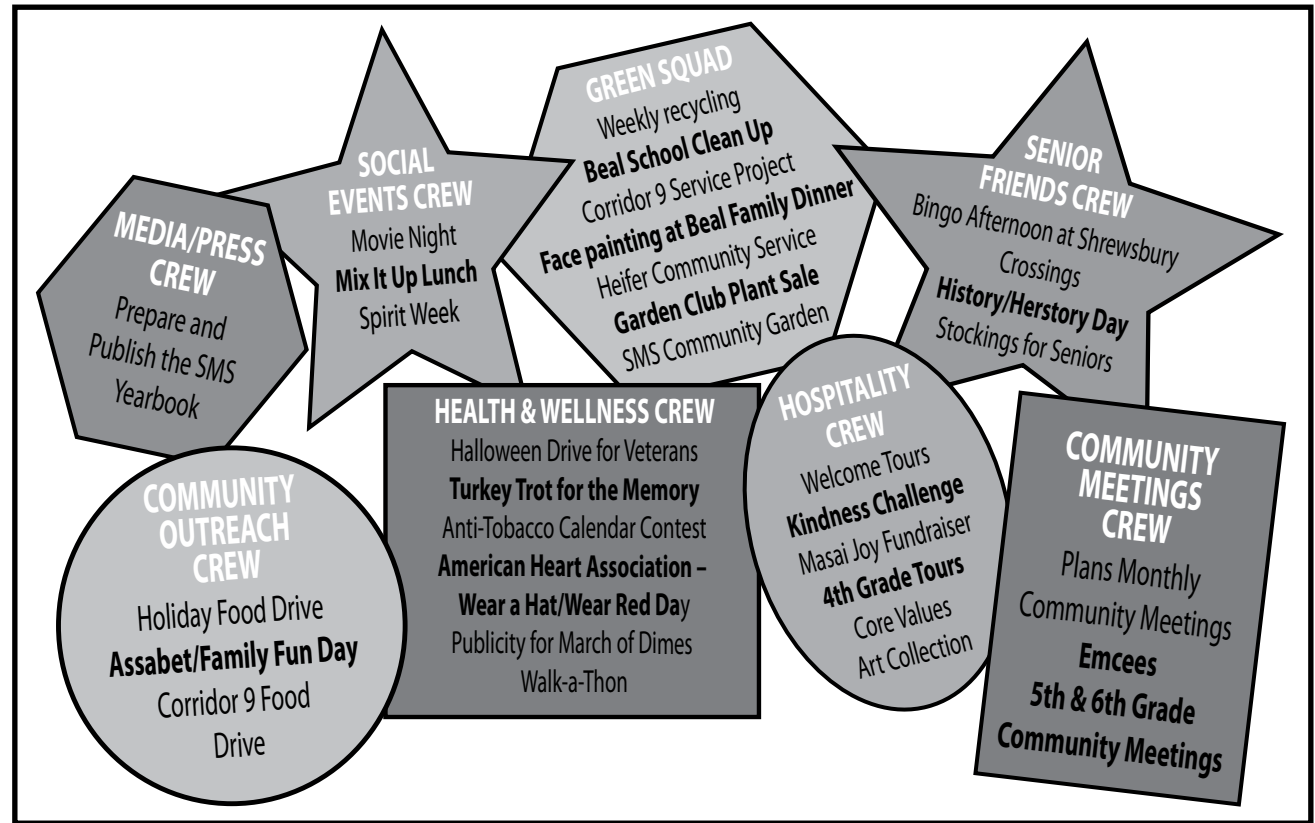 MEDIA/PRESS
CREW
Prepare and
Publish the SMS
Yearbook
SOCIAL
EVENTS CREW
Movie Night
Mix It Up Lunch
Spirit Week
GREEN SQUAD
Weekly recycling
Beal School Clean Up
Corridor 9 Service Project
Face painting at Beal Family Dinner
Heifer Community Service
Garden Club Plant Sale
SMS Community Garden
SENIOR
FRIENDS CREW
Bingo Afternoon at Shrewsbury
Crossings
History/Herstory Day
Stockings for Seniors
COMMUNITY
OUTREACH
CREW
Holiday Food Drive
Assabet/Family Fun Day
Corridor 9 Food
Drive
HEALTH & WELLNESS CREW
Halloween Drive for Veterans
Turkey Trot for the Memory
Anti-Tobacco Calendar Contest
American Heart Association –
Wear a Hat/Wear Red Day
Publicity for March of Dimes
Walk-a-Thon
HOSPITALITY
CREW
Welcome Tours
Kindness Challenge
Masai Joy Fundraiser
4th Grade Tours
Core Values
Art Collection
COMMUNITY
MEETINGS
CREW
Plans Monthly
Community Meetings
Emcees
5th & 6th Grade
Community Meetings